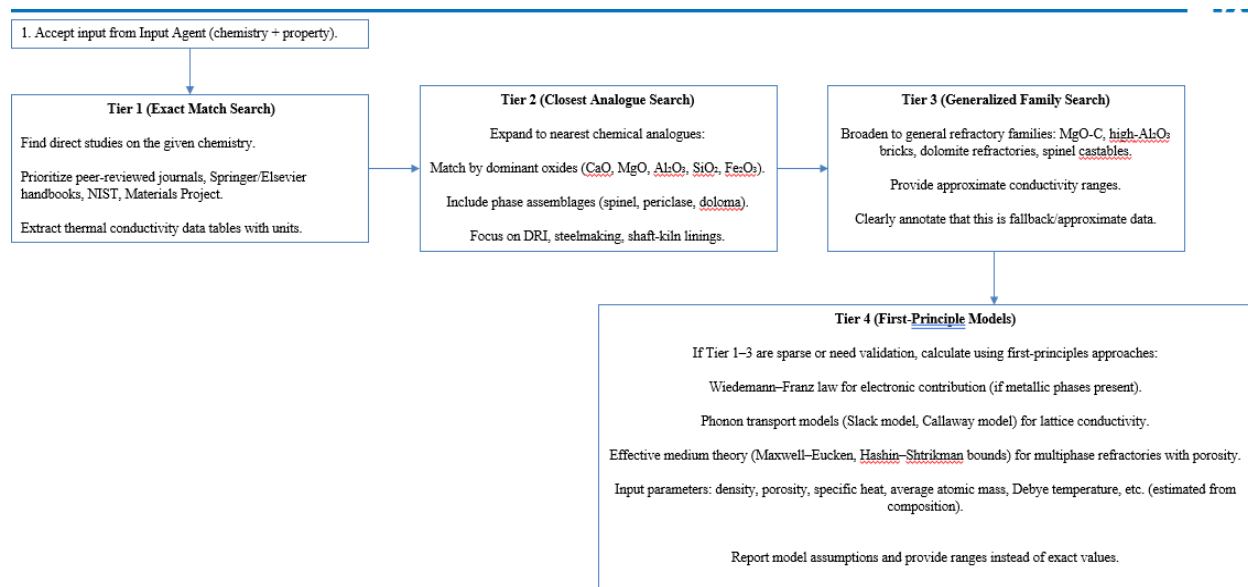 1. Accept input from Input Agent (chemistry + property).
Tier 1 (Exact Match Search)
Find direct studies on the given chemistry.
Prioritize peer-reviewed journals, Springer/Elsevier
handbooks, NIST, Materials Project.
Extract thermal conductivity data tables with units.
Tier 2 (Closest Analogue Search)
Expand to nearest chemical analogues:
Match by dominant oxides (CaO, MgO, Al₂O₃, SiO₂, Fe₂O₃).
Include phase assemblages (spinel, periclase, doloma).
Focus on DRI, steelmaking, shaft-kiln linings.
Tier 3 (Generalized Family Search)
Broaden to general refractory families: MgO-C, high-Al₂O₃
bricks, dolomite refractories, spinel castables.
Provide approximate conductivity ranges.
Clearly annotate that this is fallback/approximate data.
Tier 4 (First-Principle Models)
If Tier 1–3 are sparse or need validation, calculate using first-principles approaches:
Wiedemann–Franz law for electronic contribution (if metallic phases present).
Phonon transport models (Slack model, Callaway model) for lattice conductivity.
Effective medium theory (Maxwell–Eucken, Hashin–Shtrikman bounds) for multiphase refractories with porosity.
Input parameters: density, porosity, specific heat, average atomic mass, Debye temperature, etc. (estimated from
composition).
Report model assumptions and provide ranges instead of exact values.